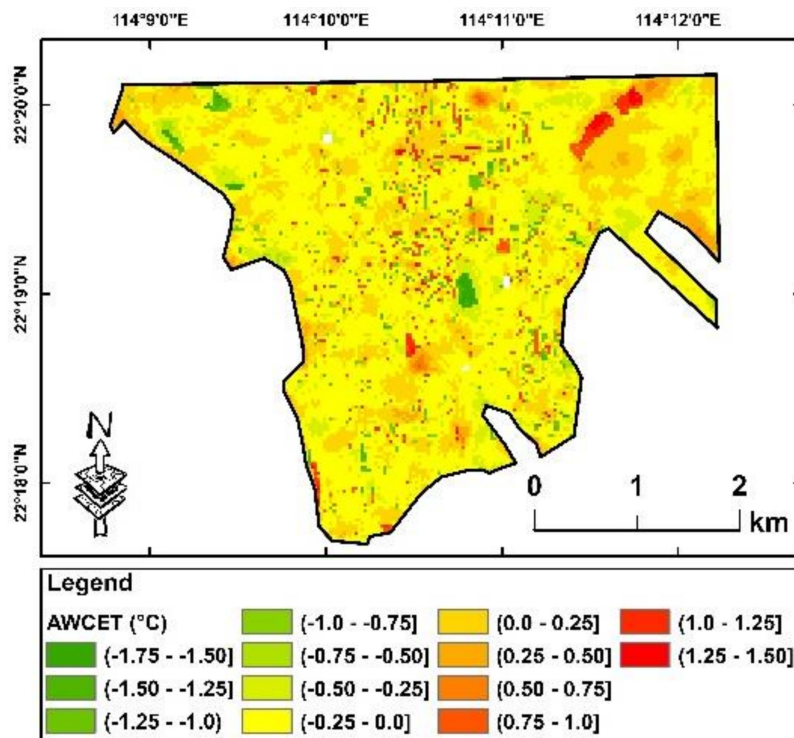 114°9'0"E 114°10'0"E 114°11'0"E 114°12'0"E
22°20'0"N
22°19'0"N
22°18'0"N
N
0 1 2
km
Legend
AWCET (°C)
(-1.75 - -1.50]
(-1.50 - -1.25]
(-1.25 - -1.0)
(-1.0 - -0.75]
(-0.75 - -0.50]
(-0.50 - -0.25]
(-0.25 - 0.0]
(0.0 - 0.25]
(0.25 - 0.50]
(0.50 - 0.75]
(0.75 - 1.0]
(1.0 - 1.25]
(1.25 - 1.50]